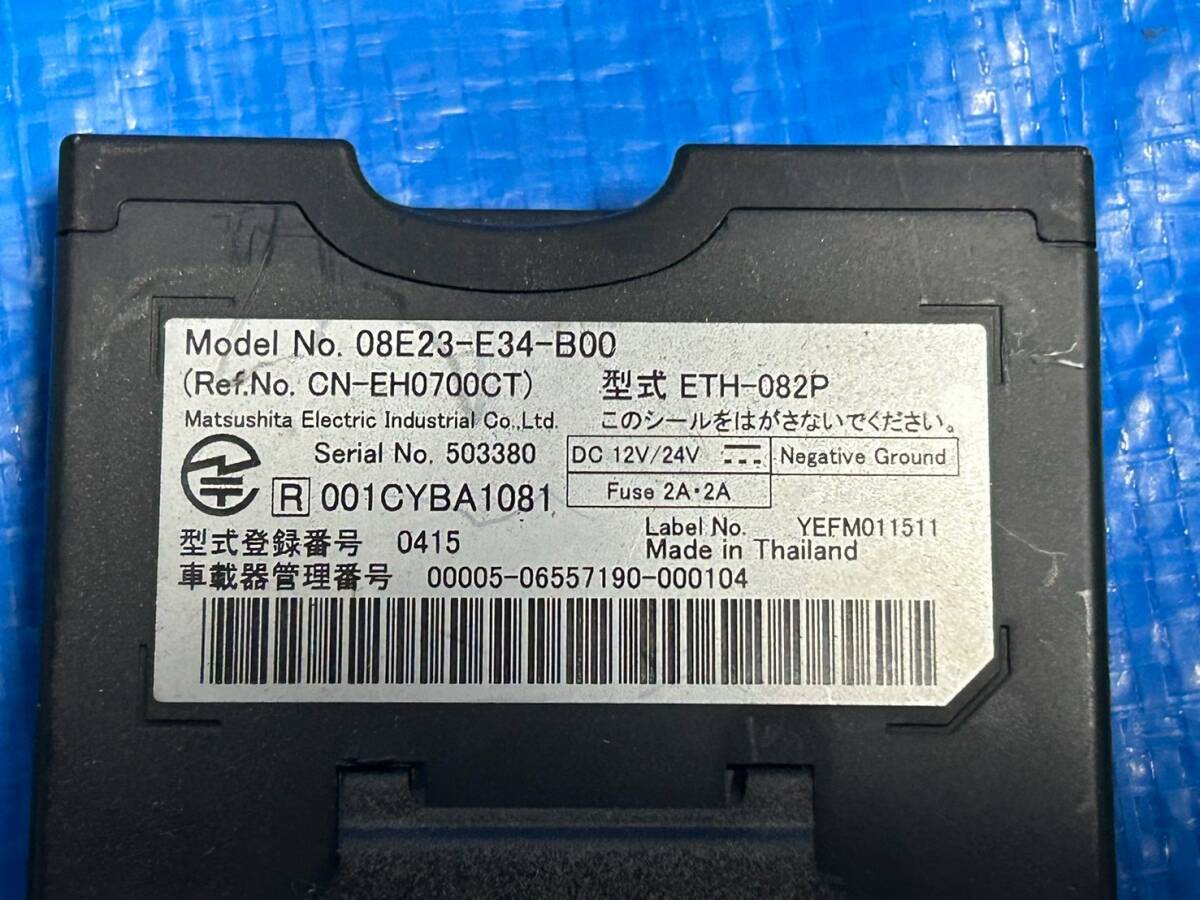 Model No. 08E23-E34-B00
(Ref.No. CN-EH0700CT) 型式 ETH-082P
Matsushita Electric Industrial Co.,Ltd. このシールをはがさないでください。
Serial No. 503380 DC 12V/24V Negative Ground
R 001CYBA1081 Fuse 2A・2A
Label No. YEFM011511
型式登録番号 0415 Made in Thailand
車載器管理番号 00005-06557190-000104